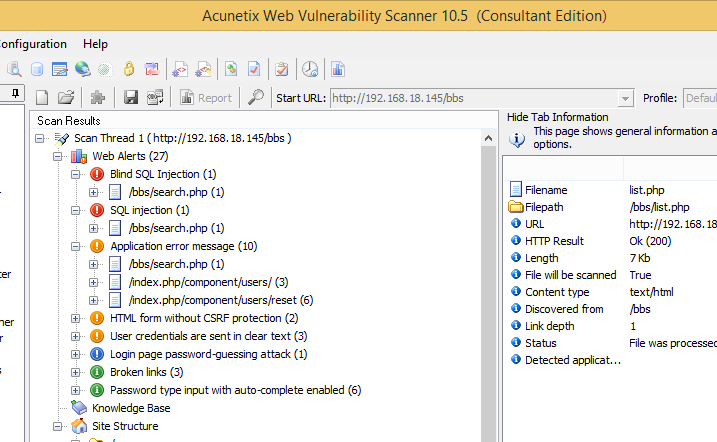 Acunetix Web Vulnerability Scanner 10.5 (Consultant Edition)
Configuration Help
Report Start URL: http://192.168.18.145/bbs Profile: Defau
Scan Results
Scan Thread 1 ( http://192.168.18.145/bbs )
Web Alerts (27)
Blind SQL Injection (1)
/bbs/search.php (1)
SQL injection (1)
/bbs/search.php (1)
Application error message (10)
/bbs/search.php (1)
/index.php/component/users/ (3)
/index.php/component/users/reset (6)
HTML form without CSRF protection (2)
User credentials are sent in clear text (3)
Login page password-guessing attack (1)
Broken links (3)
Password type input with auto-complete enabled (6)
Knowledge Base
Site Structure
Hide Tab Information
This page shows general information a
options.
Filename list.php
Filepath /bbs/list.php
URL http://192.168.18
HTTP Result Ok (200)
Length 7 Kb
File will be scanned True
Content type text/html
Discovered from /bbs
Link depth 1
Status File was processed
Detected applicat...